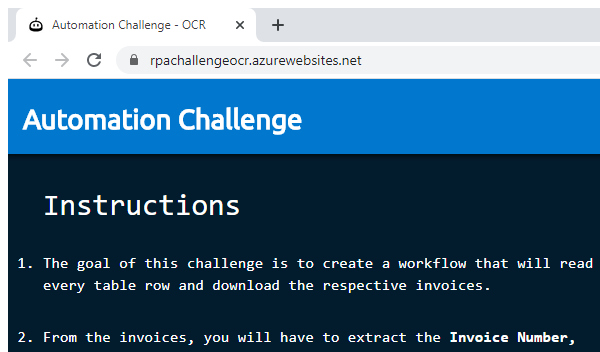 Automation Challenge - OCR
rpachallengeocr.azurewebsites.net
Automation Challenge
Instructions
1. The goal of this challenge is to create a workflow that will read
every table row and download the respective invoices.
2. From the invoices, you will have to extract the Invoice Number,